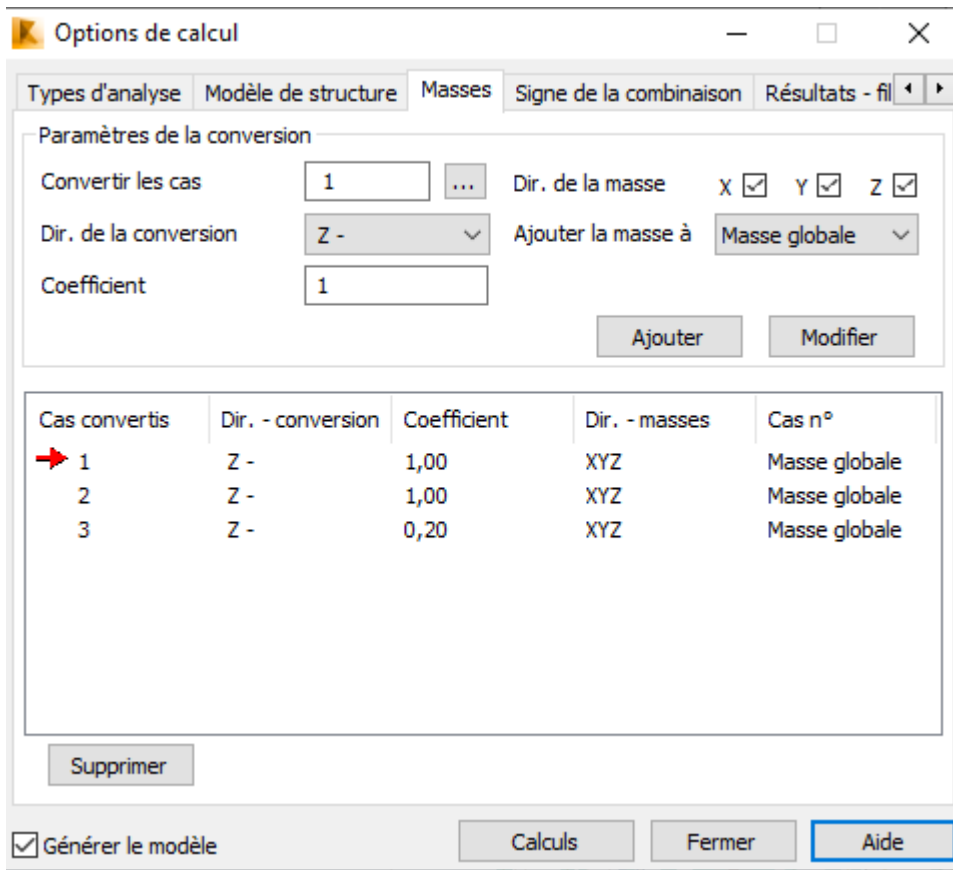 Options de calcul
Types d'analyse Modèle de structure Masses Signe de la combinaison Résultats - fil
Paramètres de la conversion
Convertir les cas 1 ... Dir. de la masse X Y Z
Dir. de la conversion Z - Ajouter la masse à Masse globale
Coefficient 1
Ajouter Modifier
Cas convertis Dir. - conversion Coefficient Dir. - masses Cas n°
1 Z - 1,00 XYZ Masse globale
2 Z - 1,00 XYZ Masse globale
3 Z - 0,20 XYZ Masse globale
Supprimer
Générer le modèle Calculs Fermer Aide